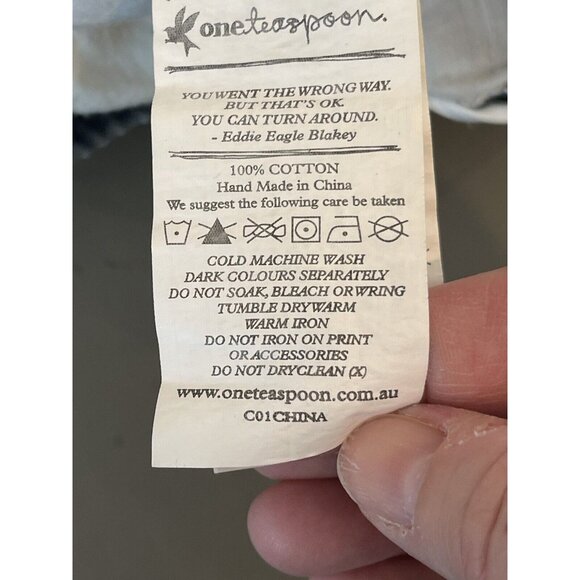 oneteaspoon.
YOU WENT THE WRONG WAY.
BUT THAT'S OK.
YOU CAN TURN AROUND.
- Eddie Eagle Blakey
100% COTTON
Hand Made in China
We suggest the following care be taken
COLD MACHINE WASH
DARK COLOURS SEPARATELY
DO NOT SOAK, BLEACH OR WRING
TUMBLE DRY WARM
WARM IRON
DO NOT IRON ON PRINT
OR ACCESSORIES
DO NOT DRYCLEAN (X)
www.oneteaspoon.com.au
C01CHINA